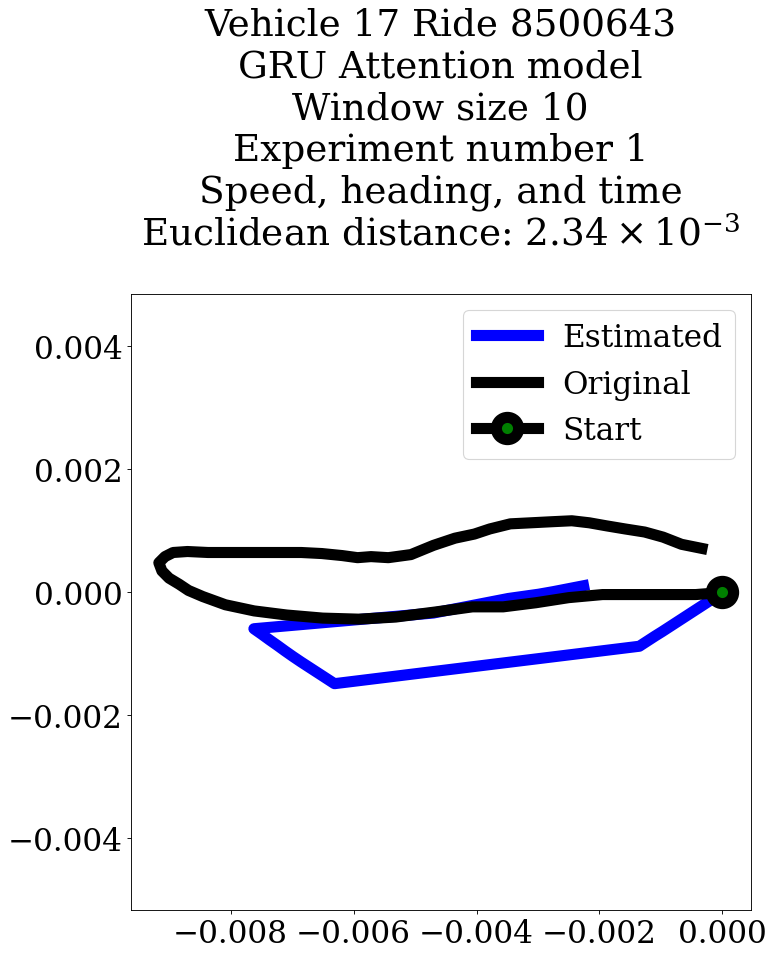 Vehicle 17 Ride 8500643
GRU Attention model
Window size 10
Experiment number 1
Speed, heading, and time
Euclidean distance: 2.34 × 10⁻³
Estimated
Original
Start
0.004
0.002
0.000
−0.002
−0.004
−0.008 −0.006 −0.004 −0.002 0.000